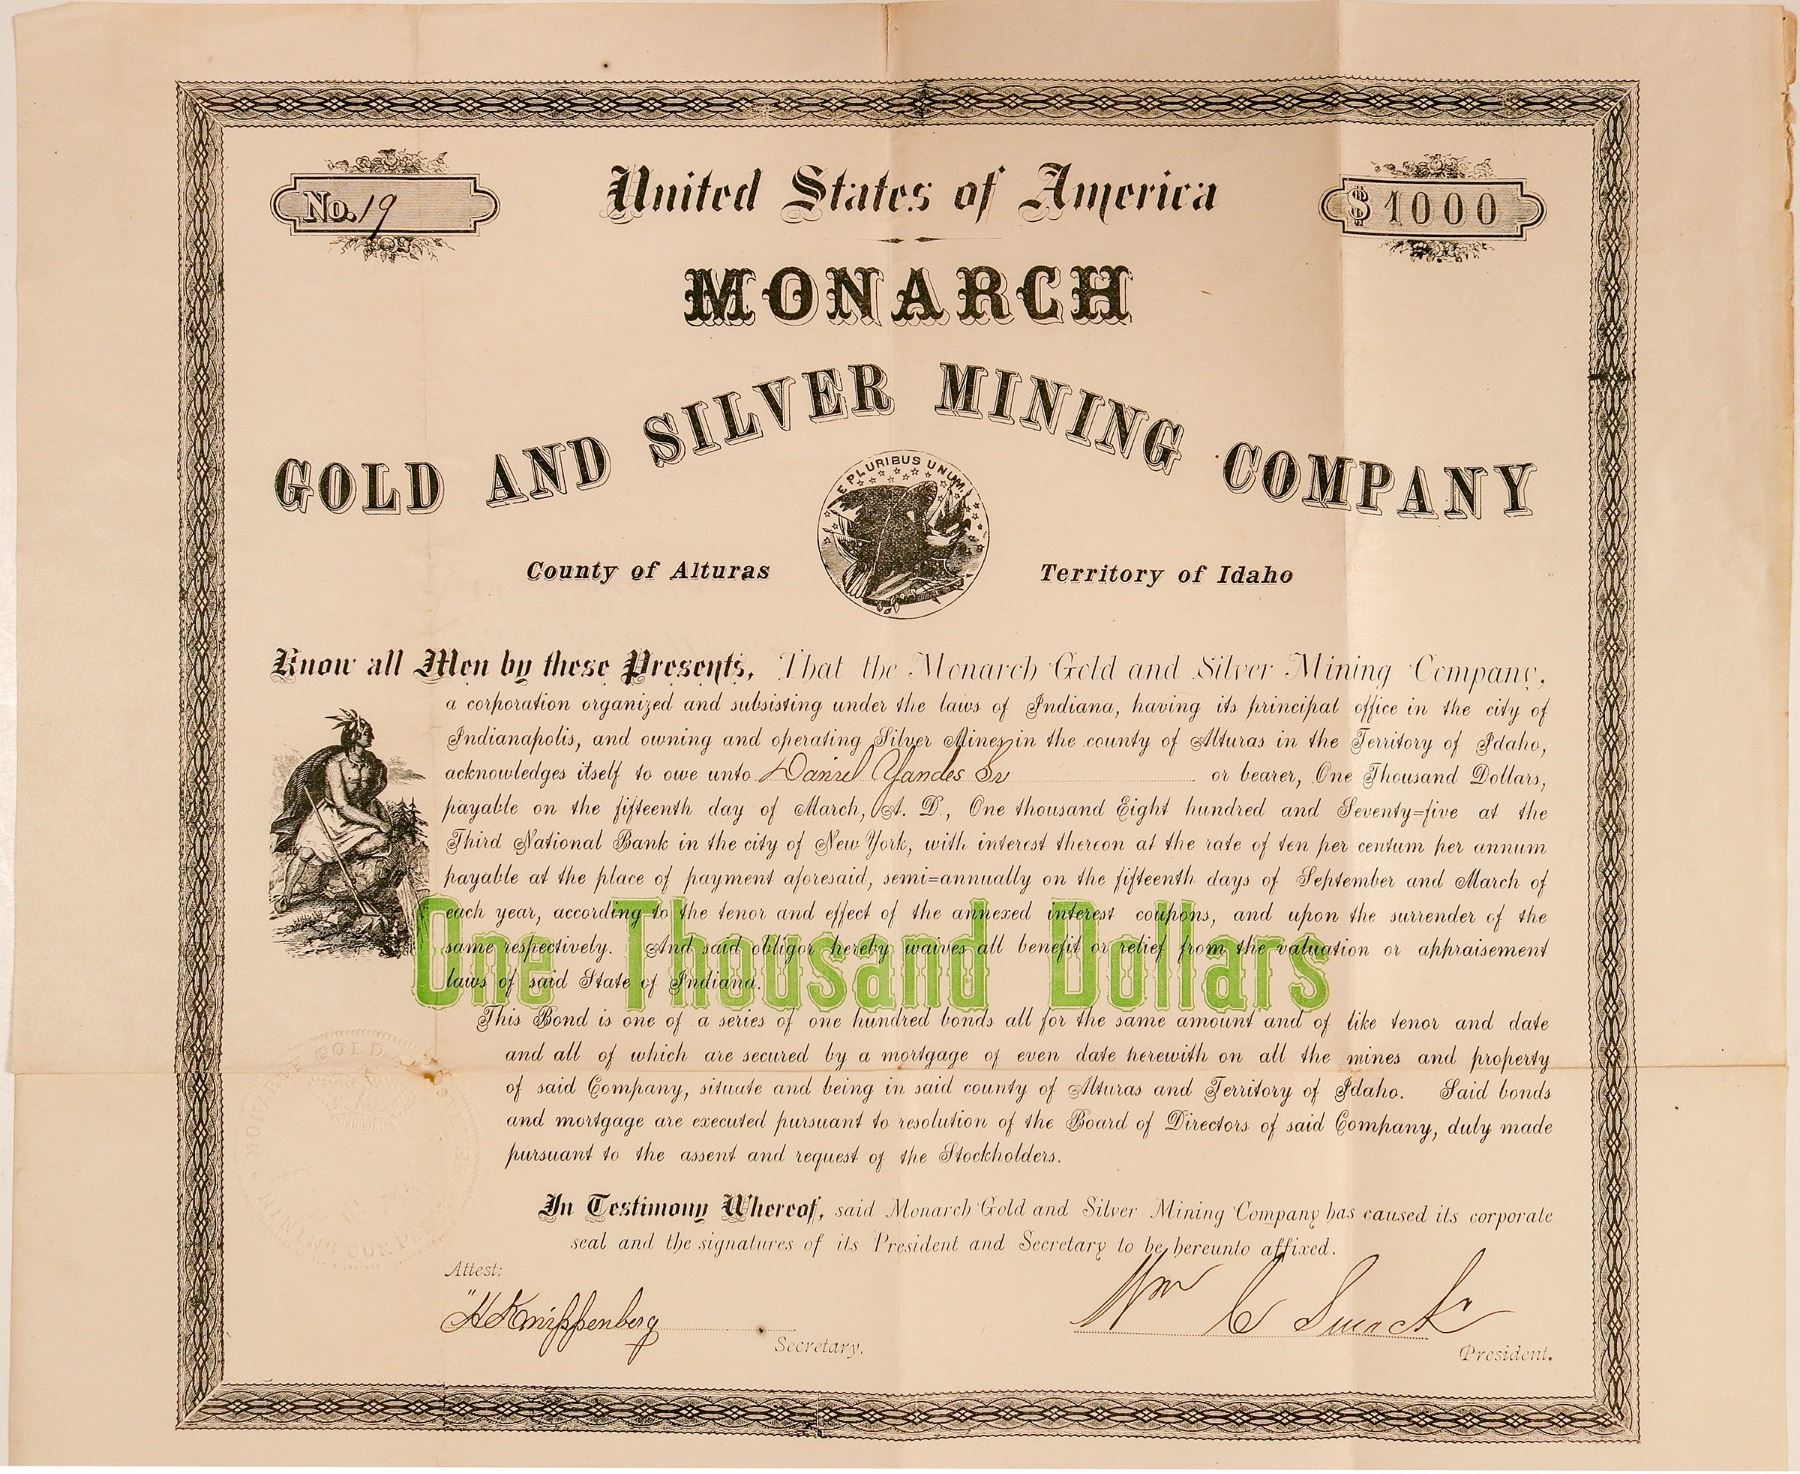 No. 19
United States of America
$1000
MONARCH
GOLD AND SILVER MINING COMPANY
E PLURIBUS UNUM
County of Alturas
Territory of Idaho
Know all Men by these Presents, That the Monarch Gold and Silver Mining Company,
a corporation organized and subsisting under the laws of Indiana, having its principal office in the city of
Indianapolis, and owning and operating Silver Mines in the county of Alturas in the Territory of Idaho,
acknowledges itself to owe unto Daniel Yandes Sr or bearer, One Thousand Dollars,
payable on the fifteenth day of March, A. D., One thousand Eight hundred and Seventy=five at the
Third National Bank in the city of New York, with interest thereon at the rate of ten per centum per annum
payable at the place of payment aforesaid, semi=annually on the fifteenth days of September and March of
each year, according to the tenor and effect of the annexed interest coupons, and upon the surrender of the
same respectively. And said obligor hereby waives all benefit or relief from the valuation or appraisement
laws of said State of Indiana.
One Thousand Dollars
This Bond is one of a series of one hundred bonds all for the same amount and of like tenor and date
and all of which are secured by a mortgage of even date herewith on all the mines and property
of said Company, situate and being in said county of Alturas and Territory of Idaho. Said bonds
and mortgage are executed pursuant to resolution of the Board of Directors of said Company, duly made
pursuant to the assent and request of the Stockholders.
In Testimony Whereof, said Monarch Gold and Silver Mining Company has caused its corporate
seal and the signatures of its President and Secretary to be hereunto affixed.
MONARCH GOLD
MINING COMPANY
Attest:
H Knippenberg
Secretary.
Wm C Smock
President.